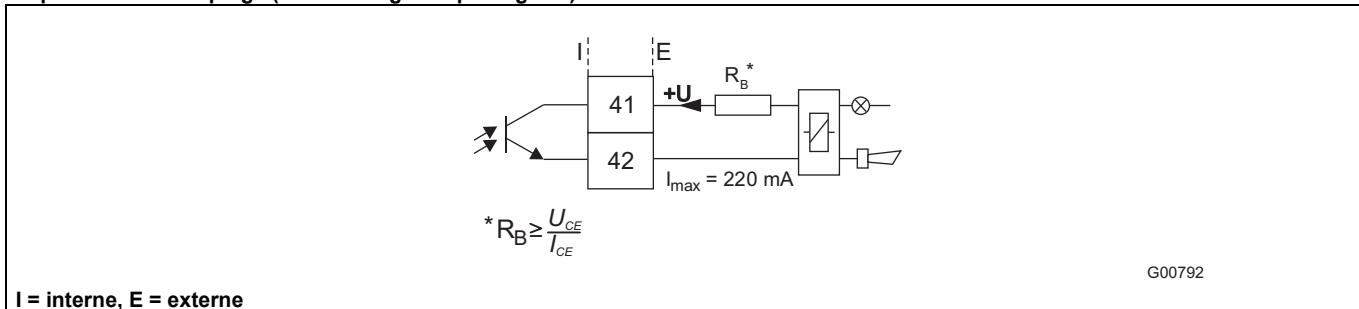 I E
R_B*
41 +U
42
I_max = 220 mA
*R_B ≥ U_CE / I_CE
G00792
I = interne, E = externe